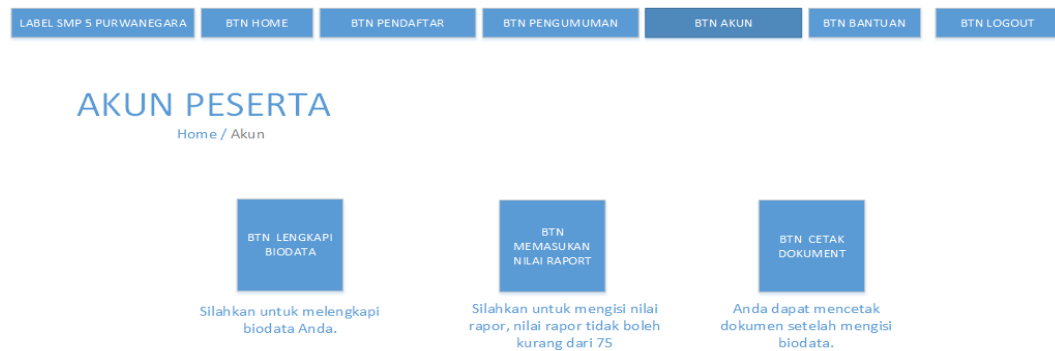 LABEL SMP 5 PURWANEGARA BTN HOME BTN PENDAFTAR BTN PENGUMUMAN BTN AKUN BTN BANTUAN BTN LOGOUT
AKUN PESERTA
Home / Akun
BTN LENGKAPI
BIODATA
Silahkan untuk melengkapi
biodata Anda.
BTN
MEMASUKAN
NILAI RAPORT
Silahkan untuk mengisi nilai
rapor, nilai rapor tidak boleh
kurang dari 75
BTN CETAK
DOKUMENT
Anda dapat mencetak
dokumen setelah mengisi
biodata.